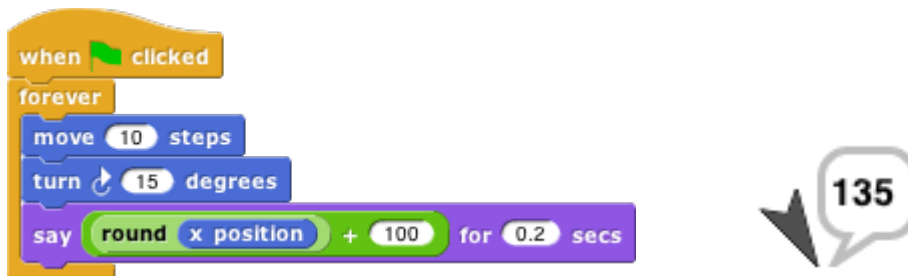 when clicked
forever
move 10 steps
turn 15 degrees
say round x position + 100 for 0.2 secs
135